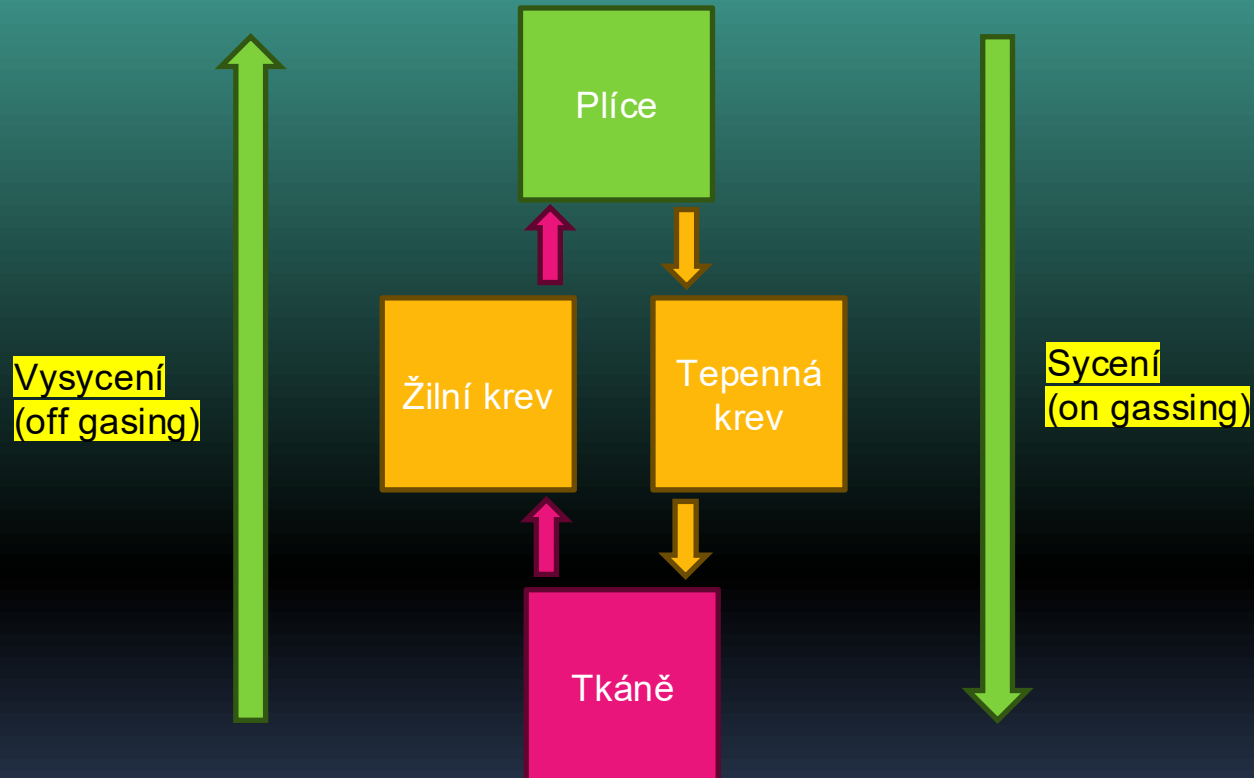 Plíce
Žilní krev
Tepenná
krev
Vysycení
(off gasing)
Sycení
(on gassing)
Tkáně